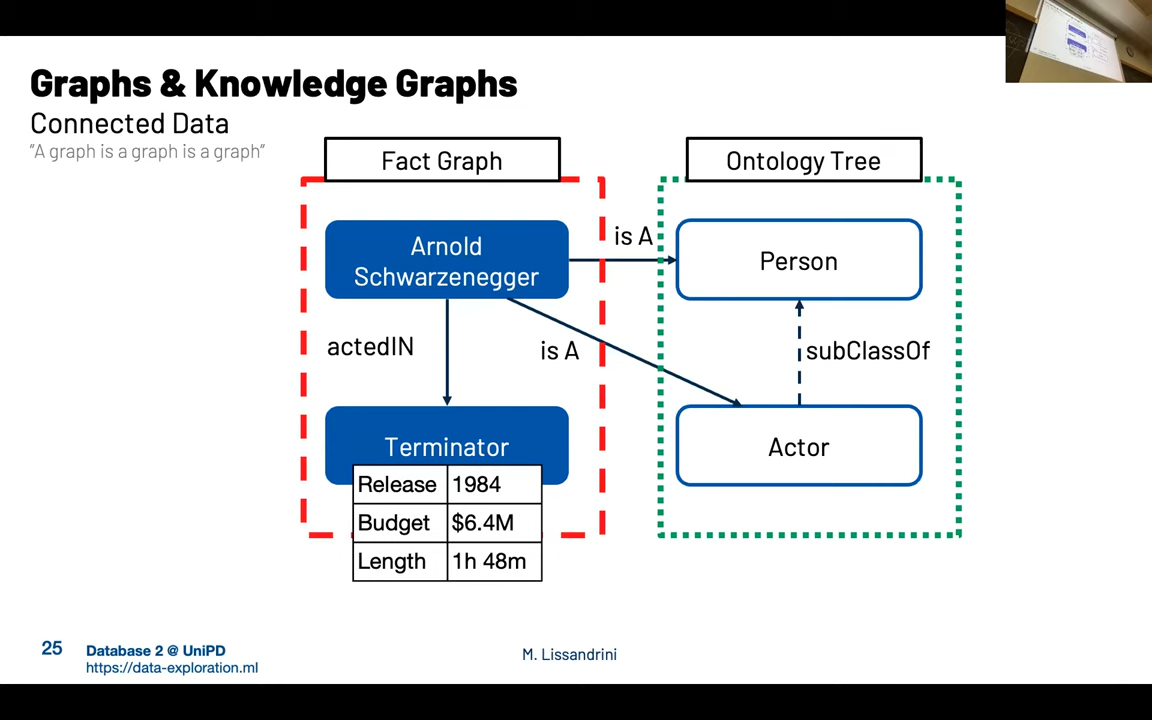 Graphs & Knowledge Graphs
Connected Data
"A graph is a graph is a graph"
Fact Graph
Ontology Tree
Arnold
Schwarzenegger
is A
Person
actedIN
is A
subClassOf
Terminator
Actor
Release 1984
Budget $6.4M
Length 1h 48m
25
Database 2 @ UniPD
https://data-exploration.ml
M. Lissandrini